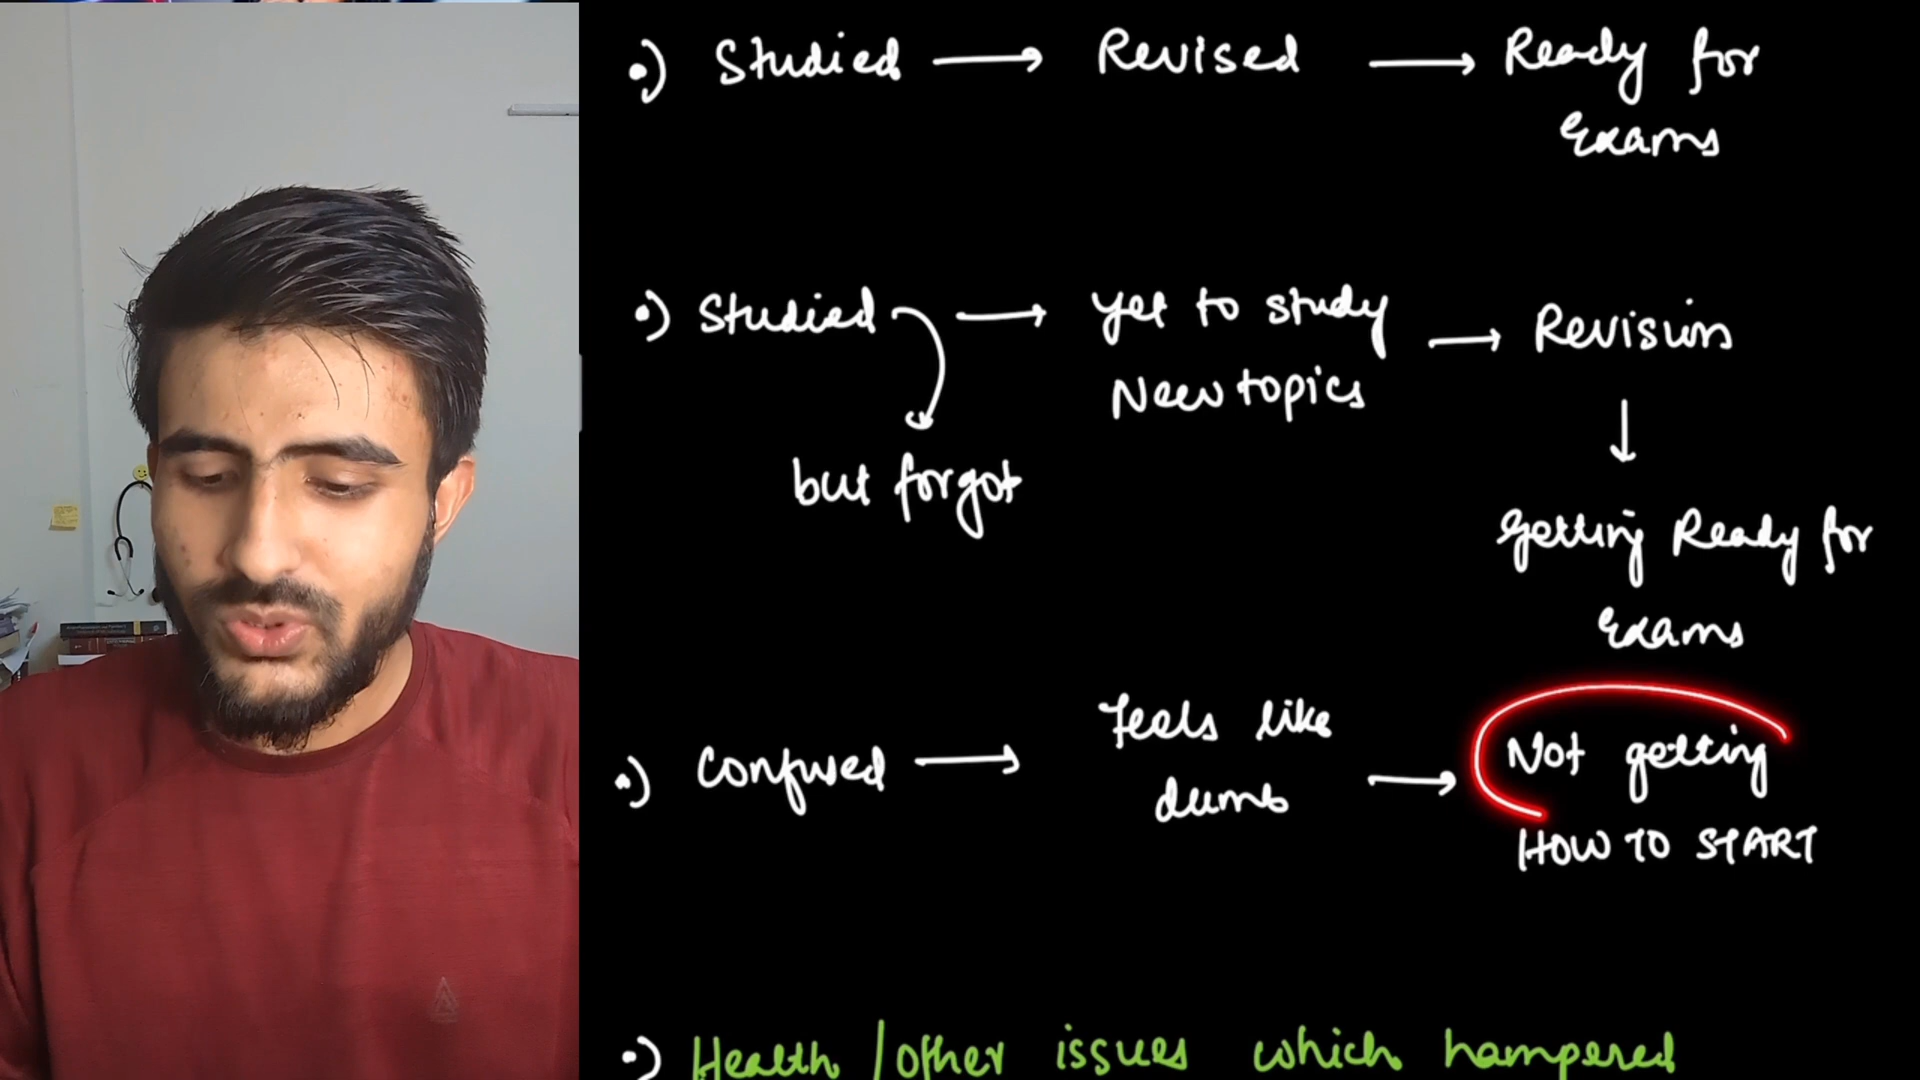 •) Studied → Revised → Ready for
Exams
•) Studied → yet to study → Revision
New topics
but forgot
↓
Getting Ready for
Exams
•) Confused → Feels like → Not getting
dumb
HOW TO START
•) Health / other issues which hampered